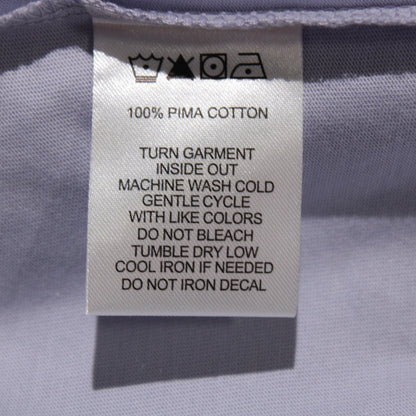 100% PIMA COTTON
TURN GARMENT
INSIDE OUT
MACHINE WASH COLD
GENTLE CYCLE
WITH LIKE COLORS
DO NOT BLEACH
TUMBLE DRY LOW
COOL IRON IF NEEDED
DO NOT IRON DECAL